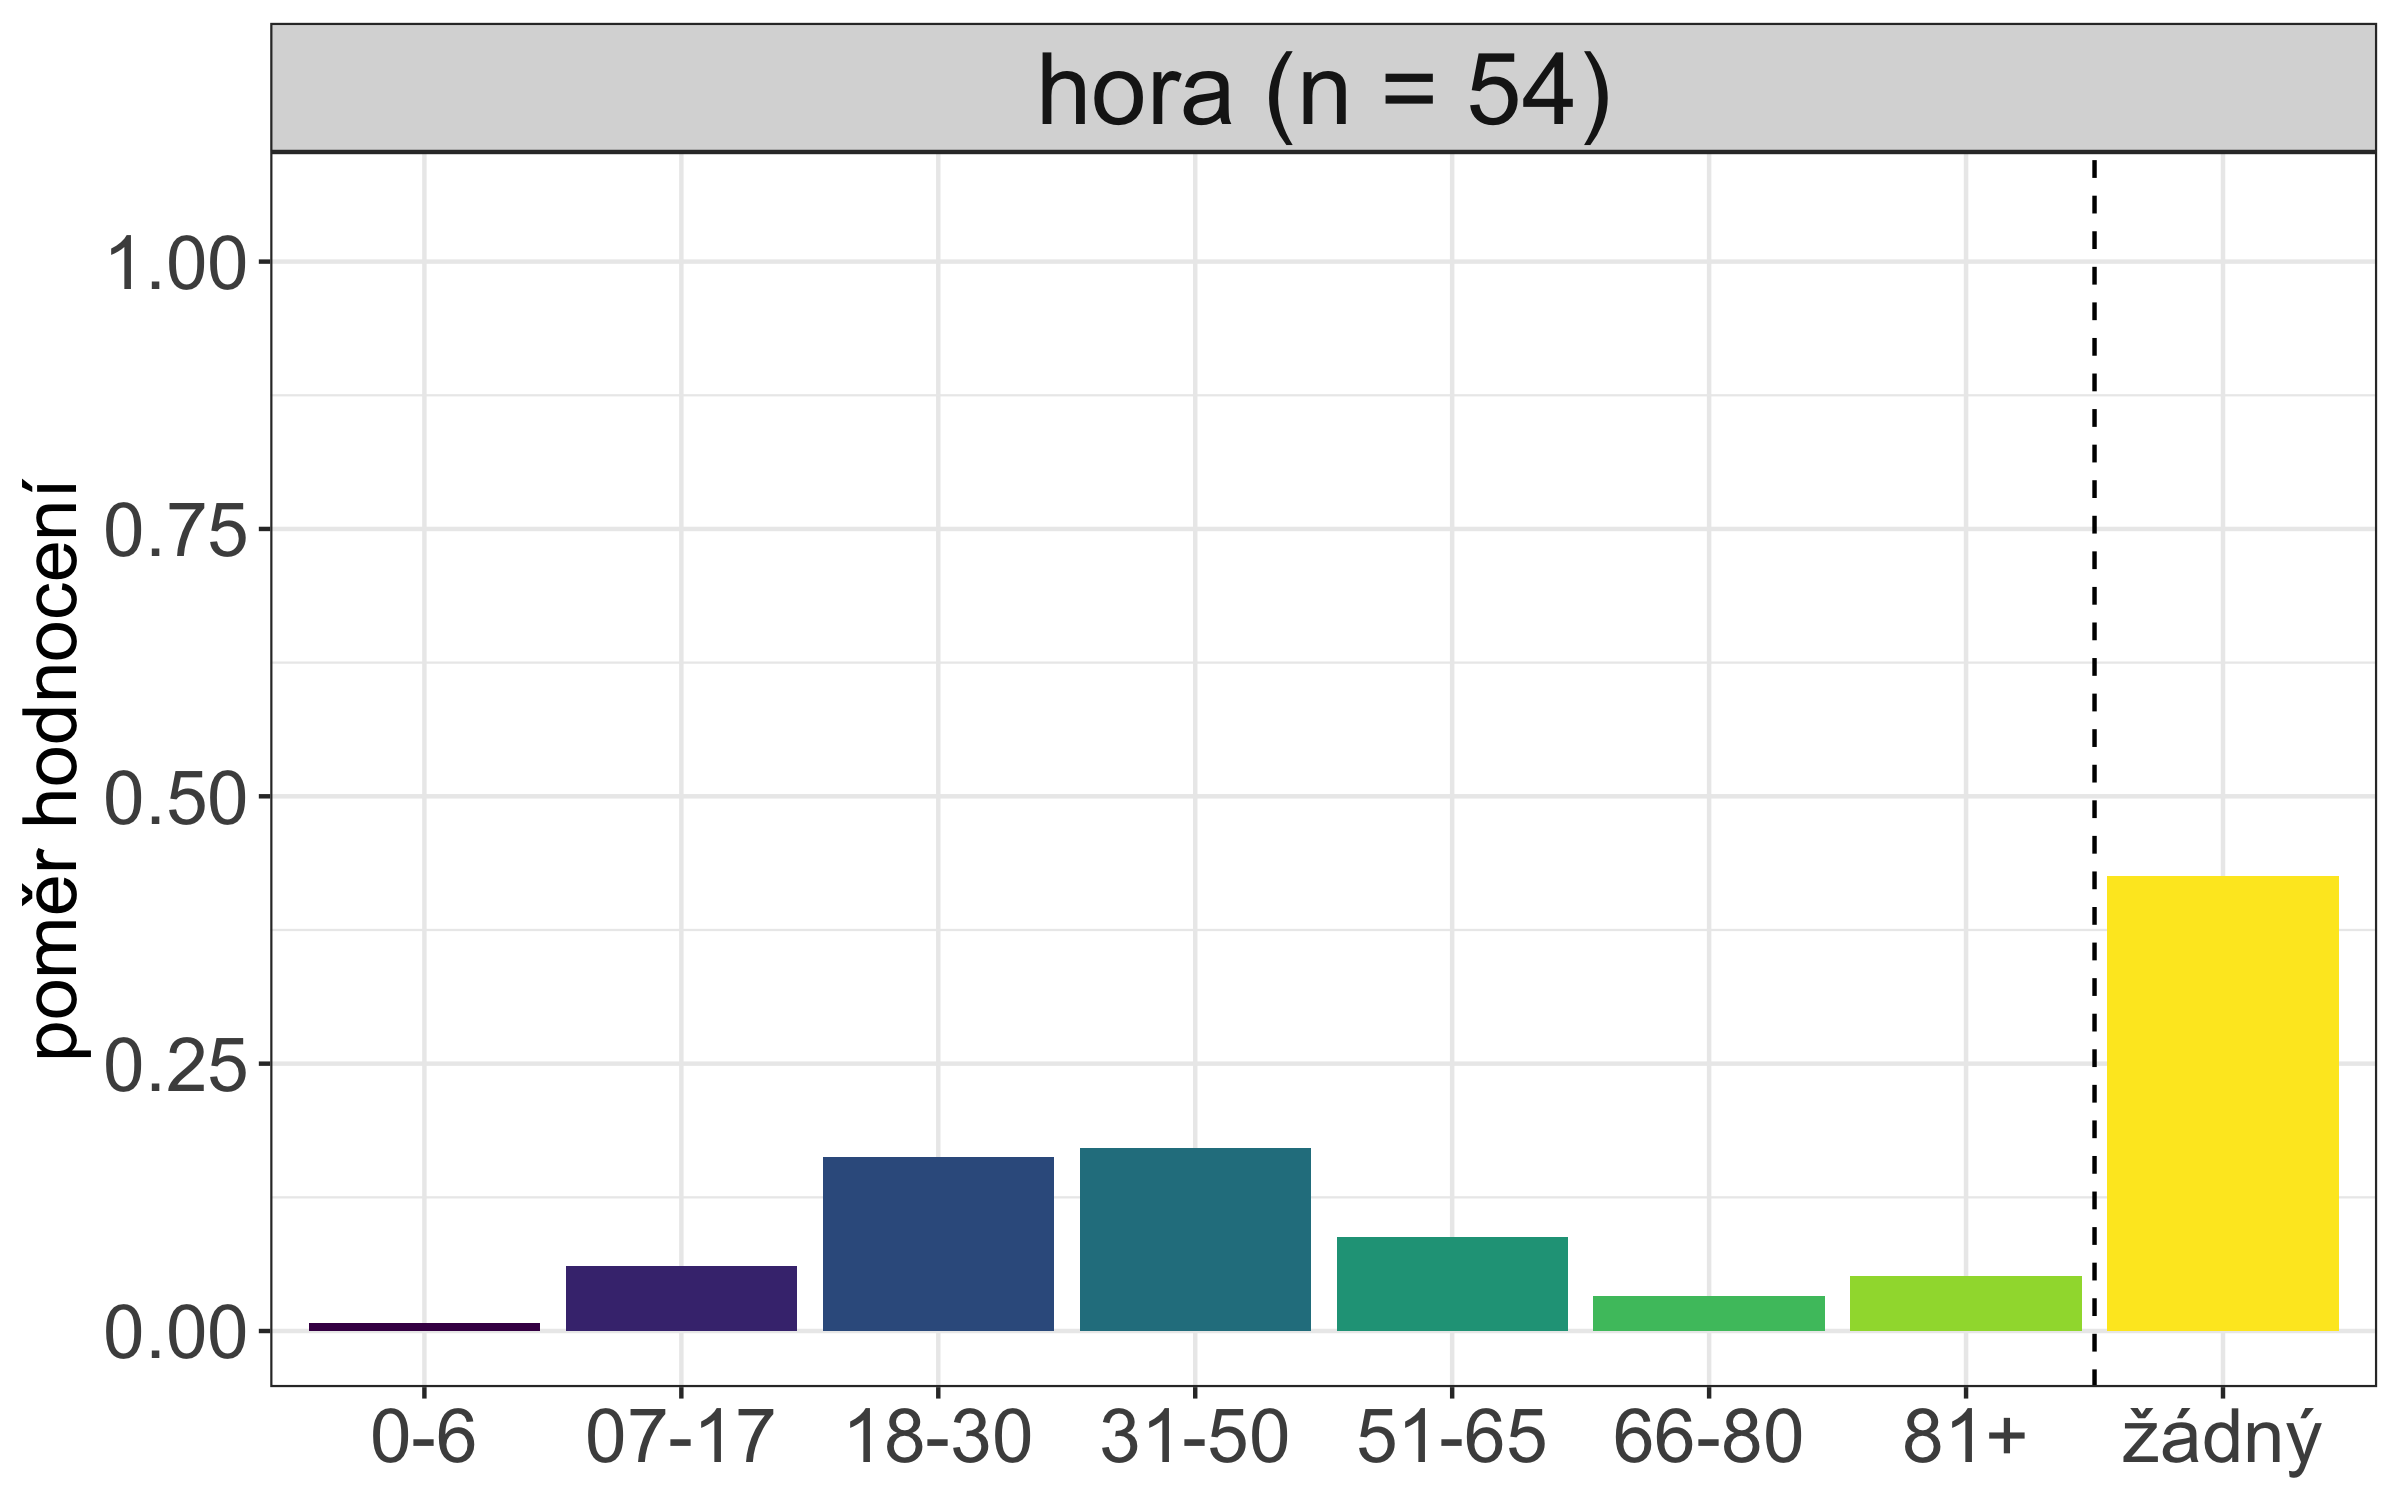 hora (n = 54)
poměr hodnocení
1.00
0.75
0.50
0.25
0.00
0-6 07-17 18-30 31-50 51-65 66-80 81+ žádný